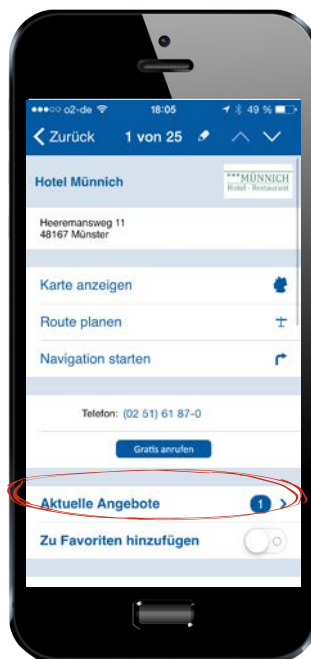 o2-de 18:05 49 %
Zurück 1 von 25
Hotel Münnich
***MÜNNICH
Hotel - Restaurant
Heeremansweg 11
48167 Münster
Karte anzeigen
Route planen
Navigation starten
Telefon: (02 51) 61 87-0
Gratis anrufen
Aktuelle Angebote 1
Zu Favoriten hinzufügen